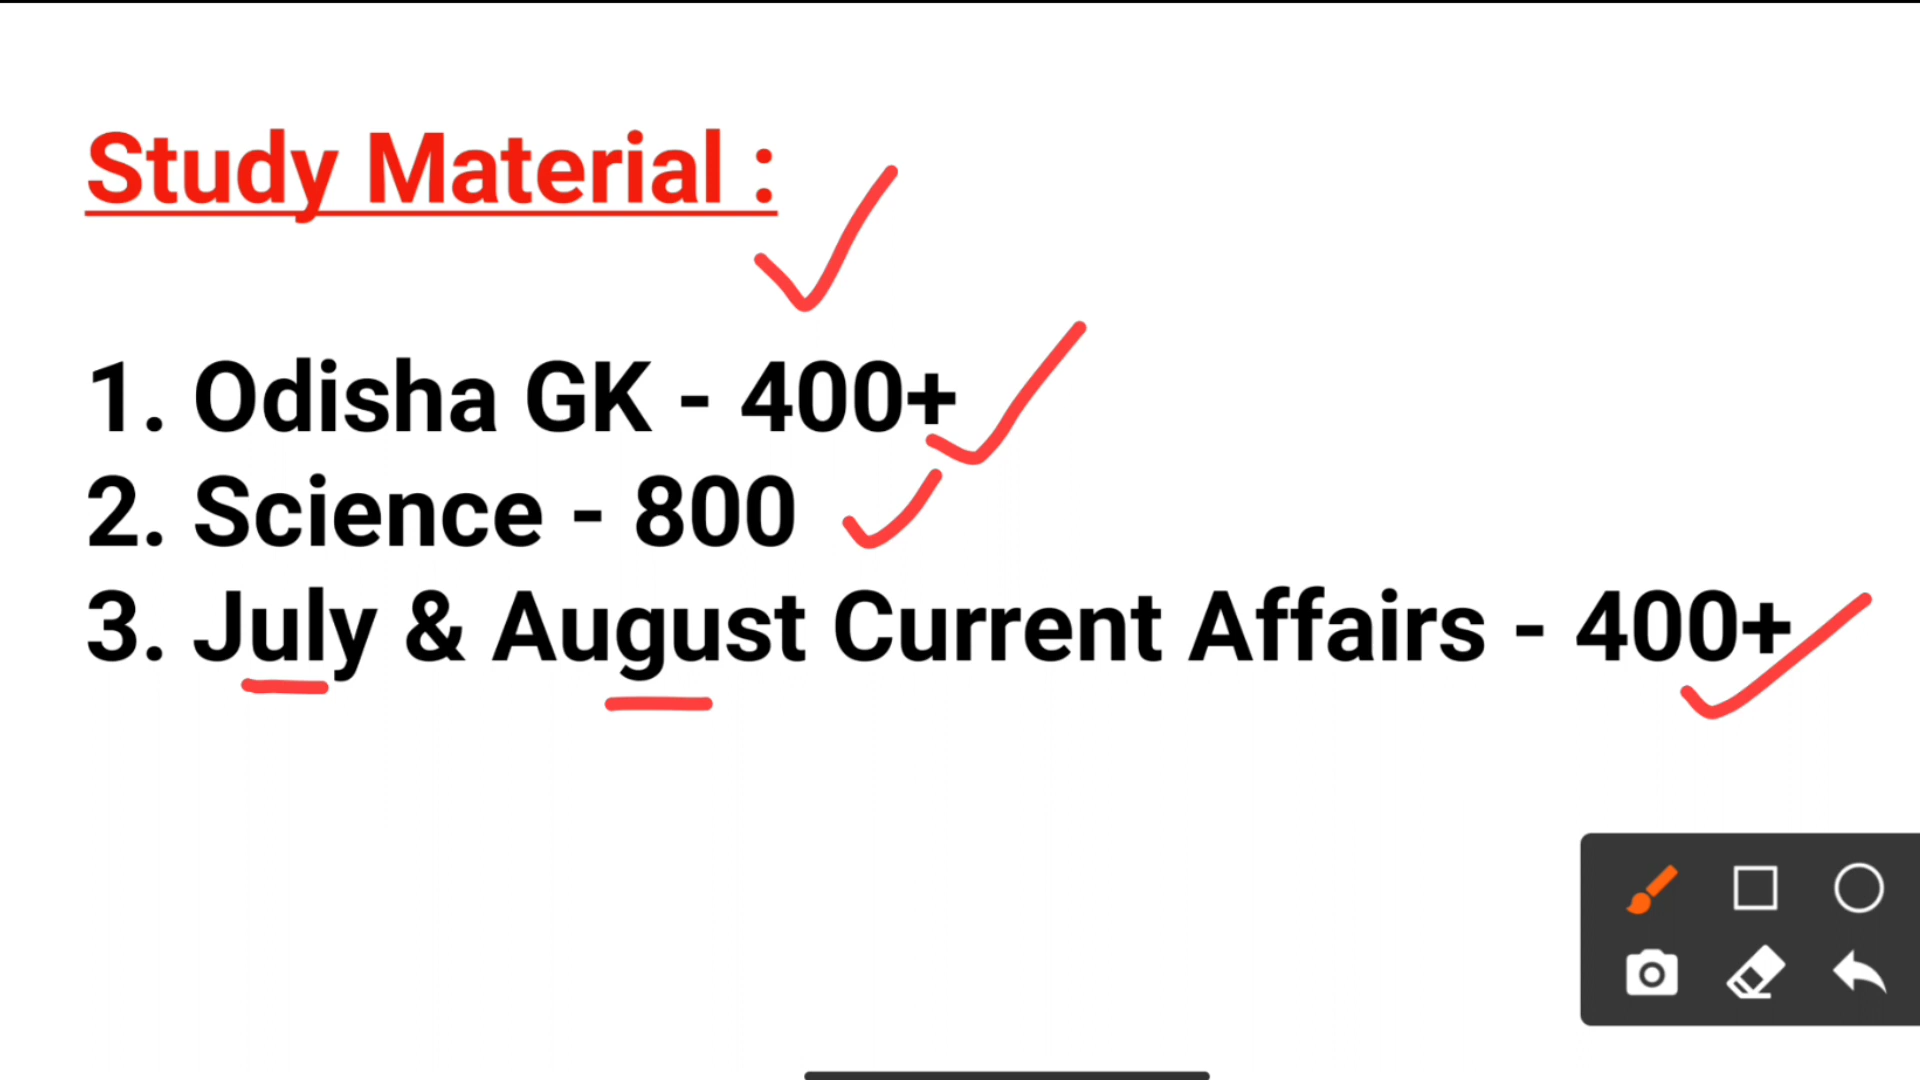 Study Material :
1. Odisha GK - 400+
2. Science - 800
3. July & August Current Affairs - 400+